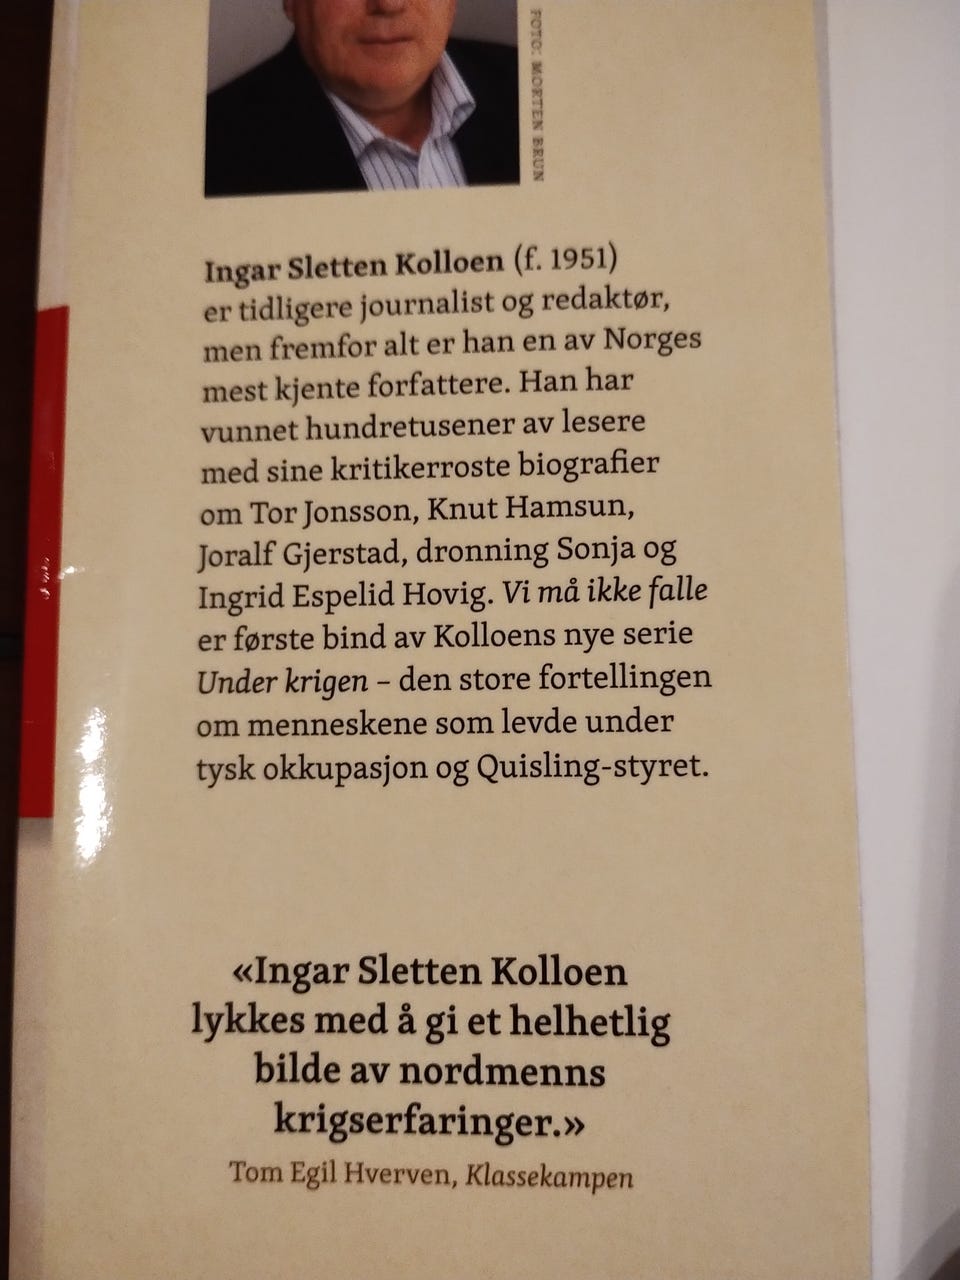 FOTO: MORTEN BRUN
Ingar Sletten Kolloen (f. 1951)
er tidligere journalist og redaktør,
men fremfor alt er han en av Norges
mest kjente forfattere. Han har
vunnet hundretusener av lesere
med sine kritikerroste biografier
om Tor Jonsson, Knut Hamsun,
Joralf Gjerstad, dronning Sonja og
Ingrid Espelid Hovig. Vi må ikke falle
er første bind av Kolloens nye serie
Under krigen – den store fortellingen
om menneskene som levde under
tysk okkupasjon og Quisling-styret.
«Ingar Sletten Kolloen
lykkes med å gi et helhetlig
bilde av nordmenns
krigserfaringer.»
Tom Egil Hverven, Klassekampen